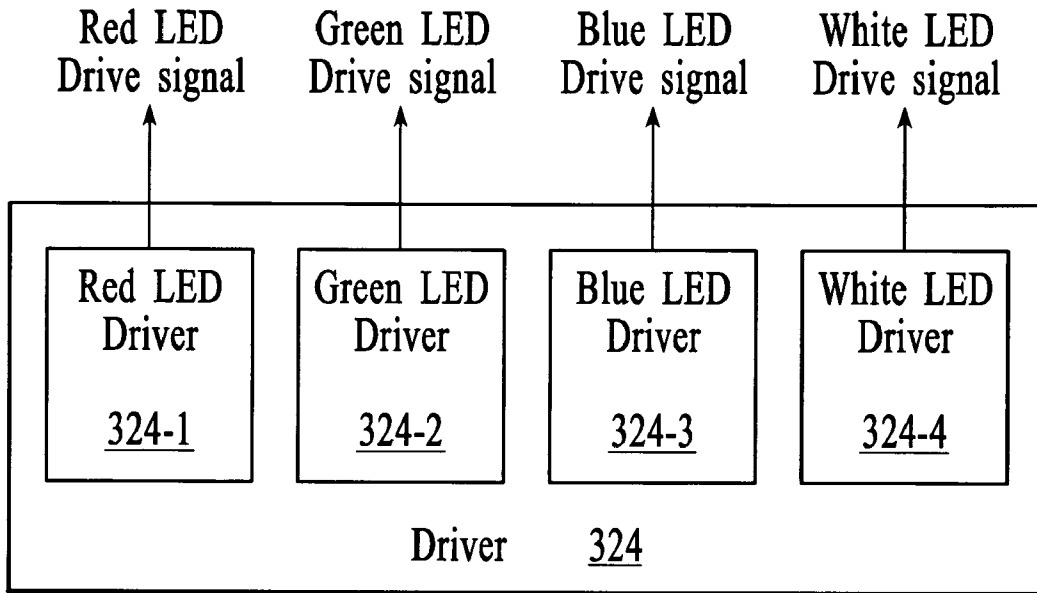 Red LED
Drive signal
Green LED
Drive signal
Blue LED
Drive signal
White LED
Drive signal
Red LED
Driver
324-1
Green LED
Driver
324-2
Blue LED
Driver
324-3
White LED
Driver
324-4
Driver 324